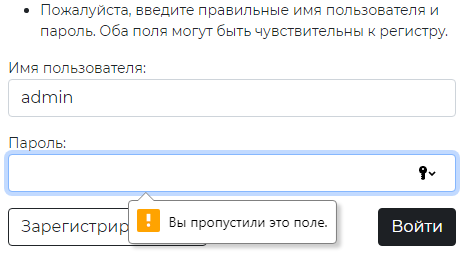 Пожалуйста, введите правильные имя пользователя и
пароль. Оба поля могут быть чувствительны к регистру.
Имя пользователя:
admin
Пароль:
Вы пропустили это поле.
Войти